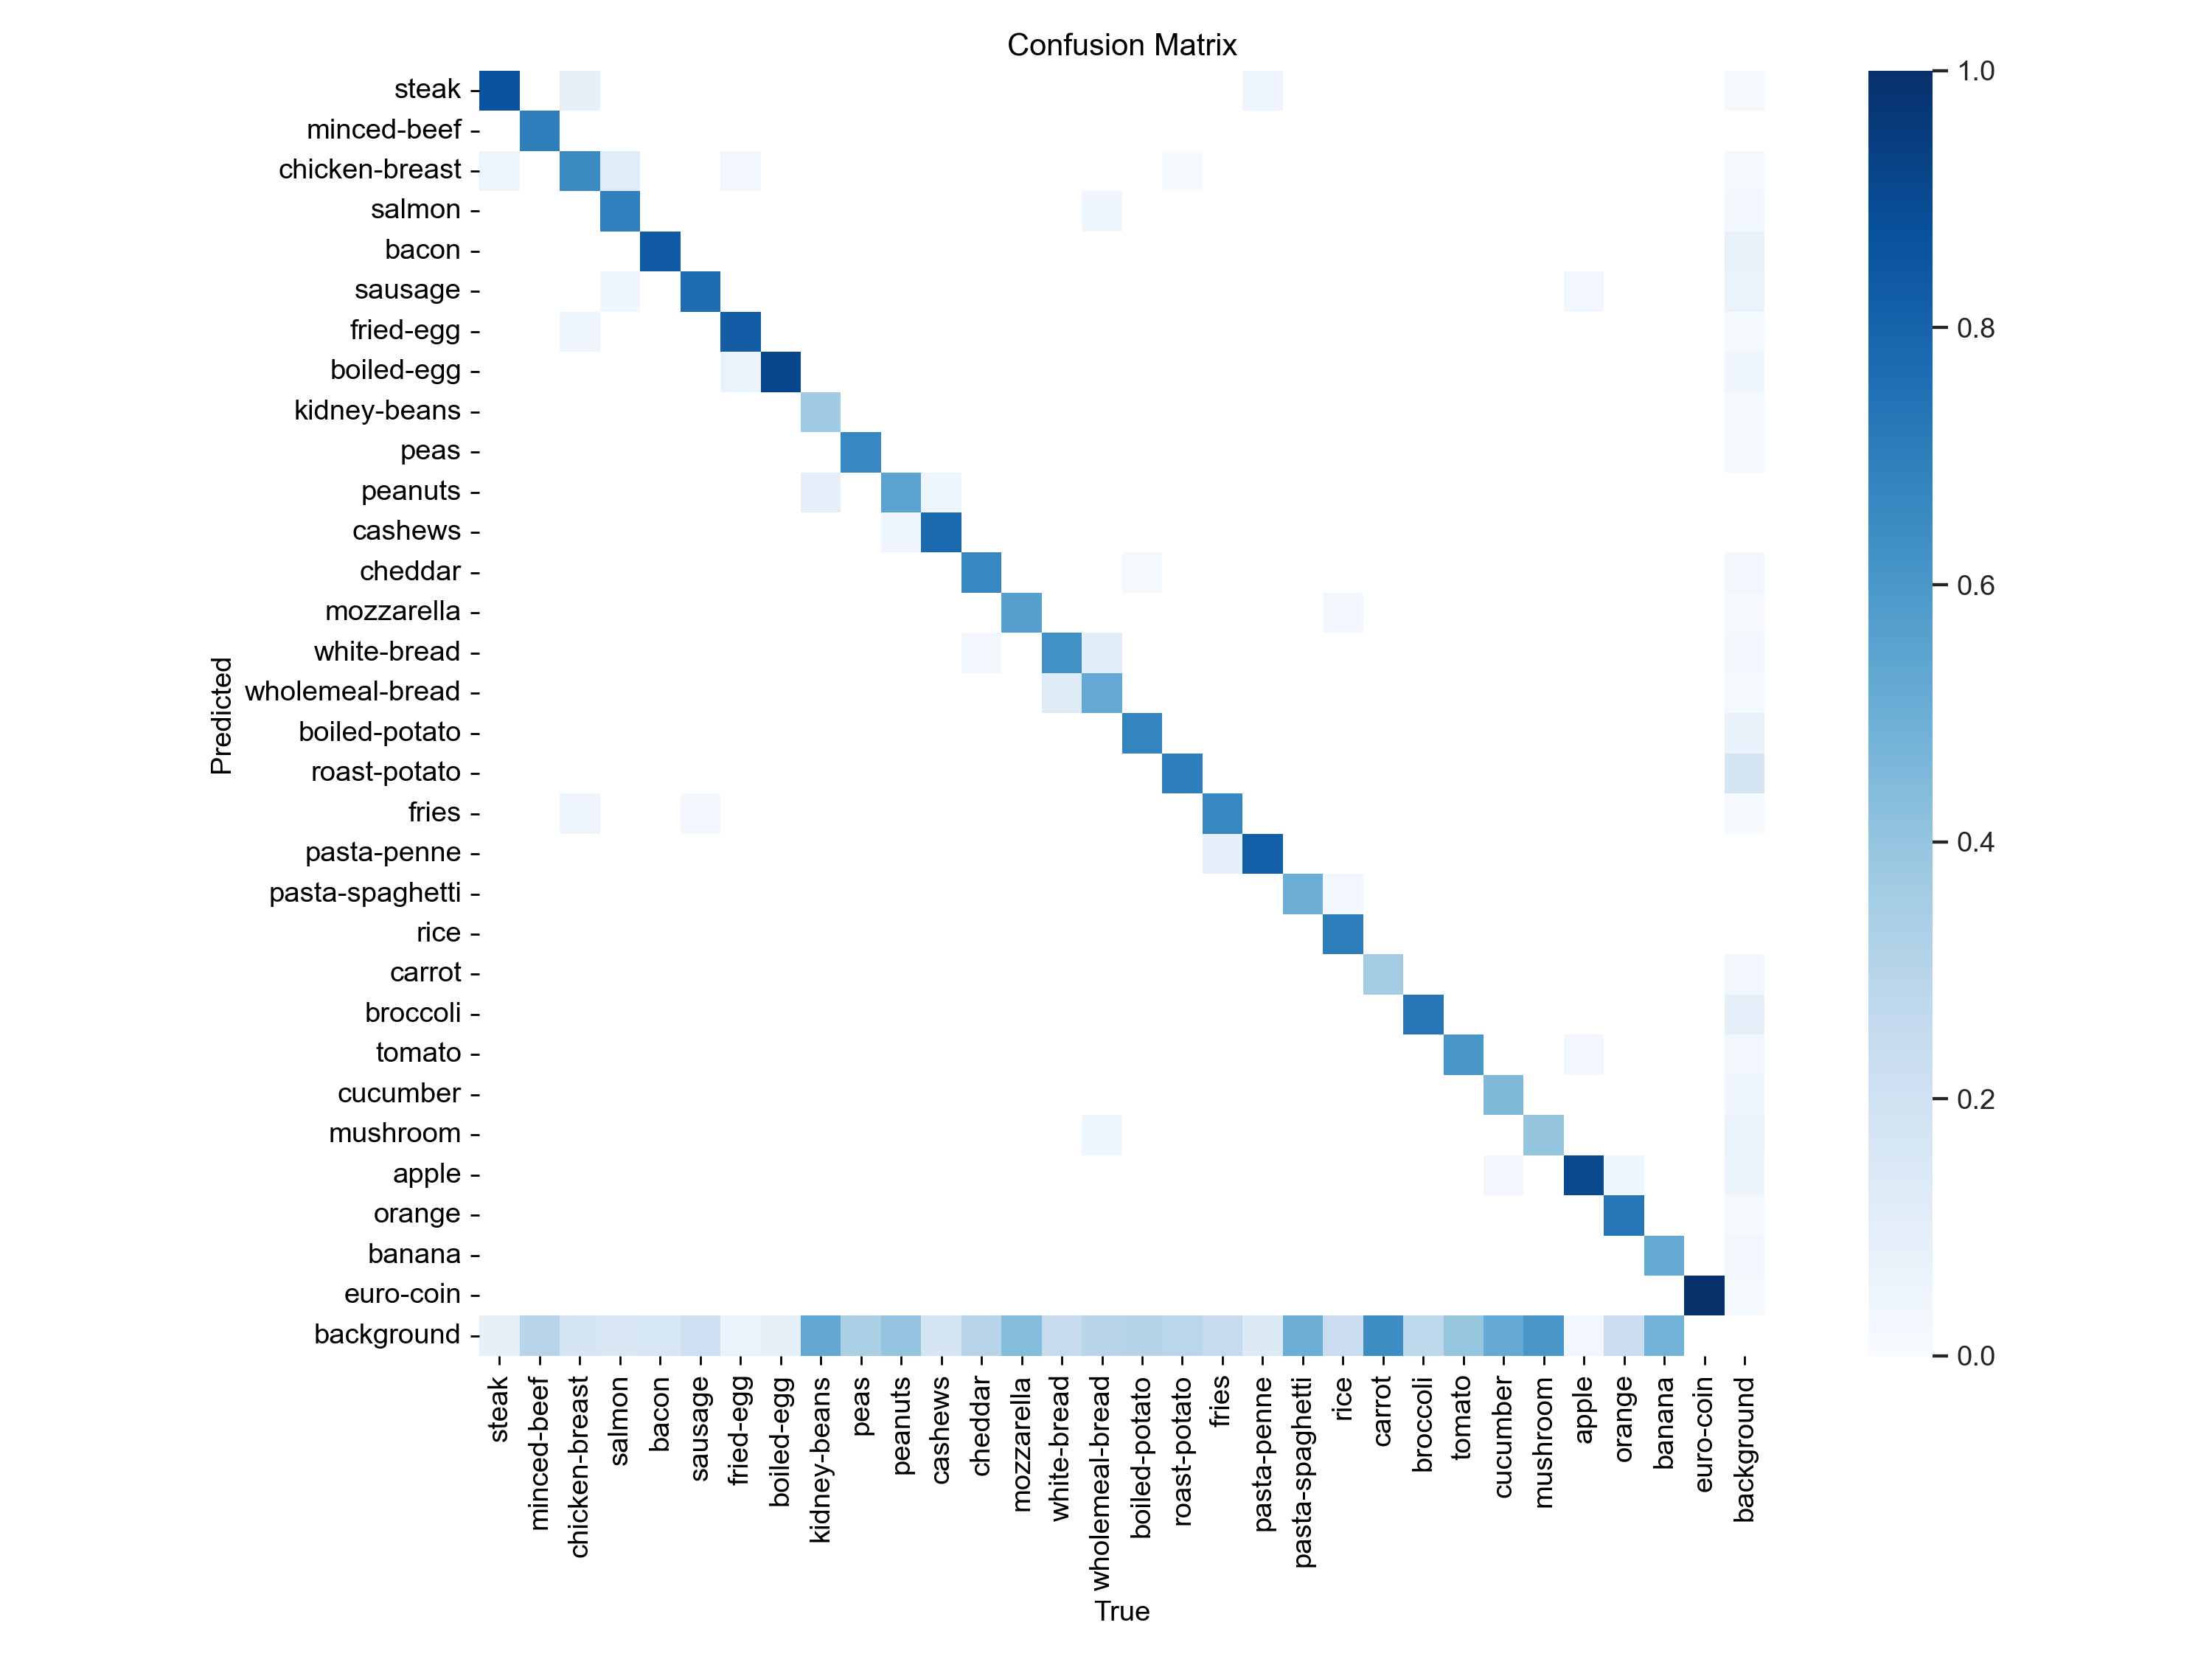 Confusion Matrix
steak
minced-beef
chicken-breast
salmon
bacon
sausage
fried-egg
boiled-egg
kidney-beans
peas
peanuts
cashews
cheddar
mozzarella
white-bread
wholemeal-bread
boiled-potato
roast-potato
fries
pasta-penne
pasta-spaghetti
rice
carrot
broccoli
tomato
cucumber
mushroom
apple
orange
banana
euro-coin
background
Predicted
steak
minced-beef
chicken-breast
salmon
bacon
sausage
fried-egg
boiled-egg
kidney-beans
peas
peanuts
cashews
cheddar
mozzarella
white-bread
wholemeal-bread
boiled-potato
roast-potato
fries
pasta-penne
pasta-spaghetti
rice
carrot
broccoli
tomato
cucumber
mushroom
apple
orange
banana
euro-coin
background
True
1.0
0.8
0.6
0.4
0.2
0.0